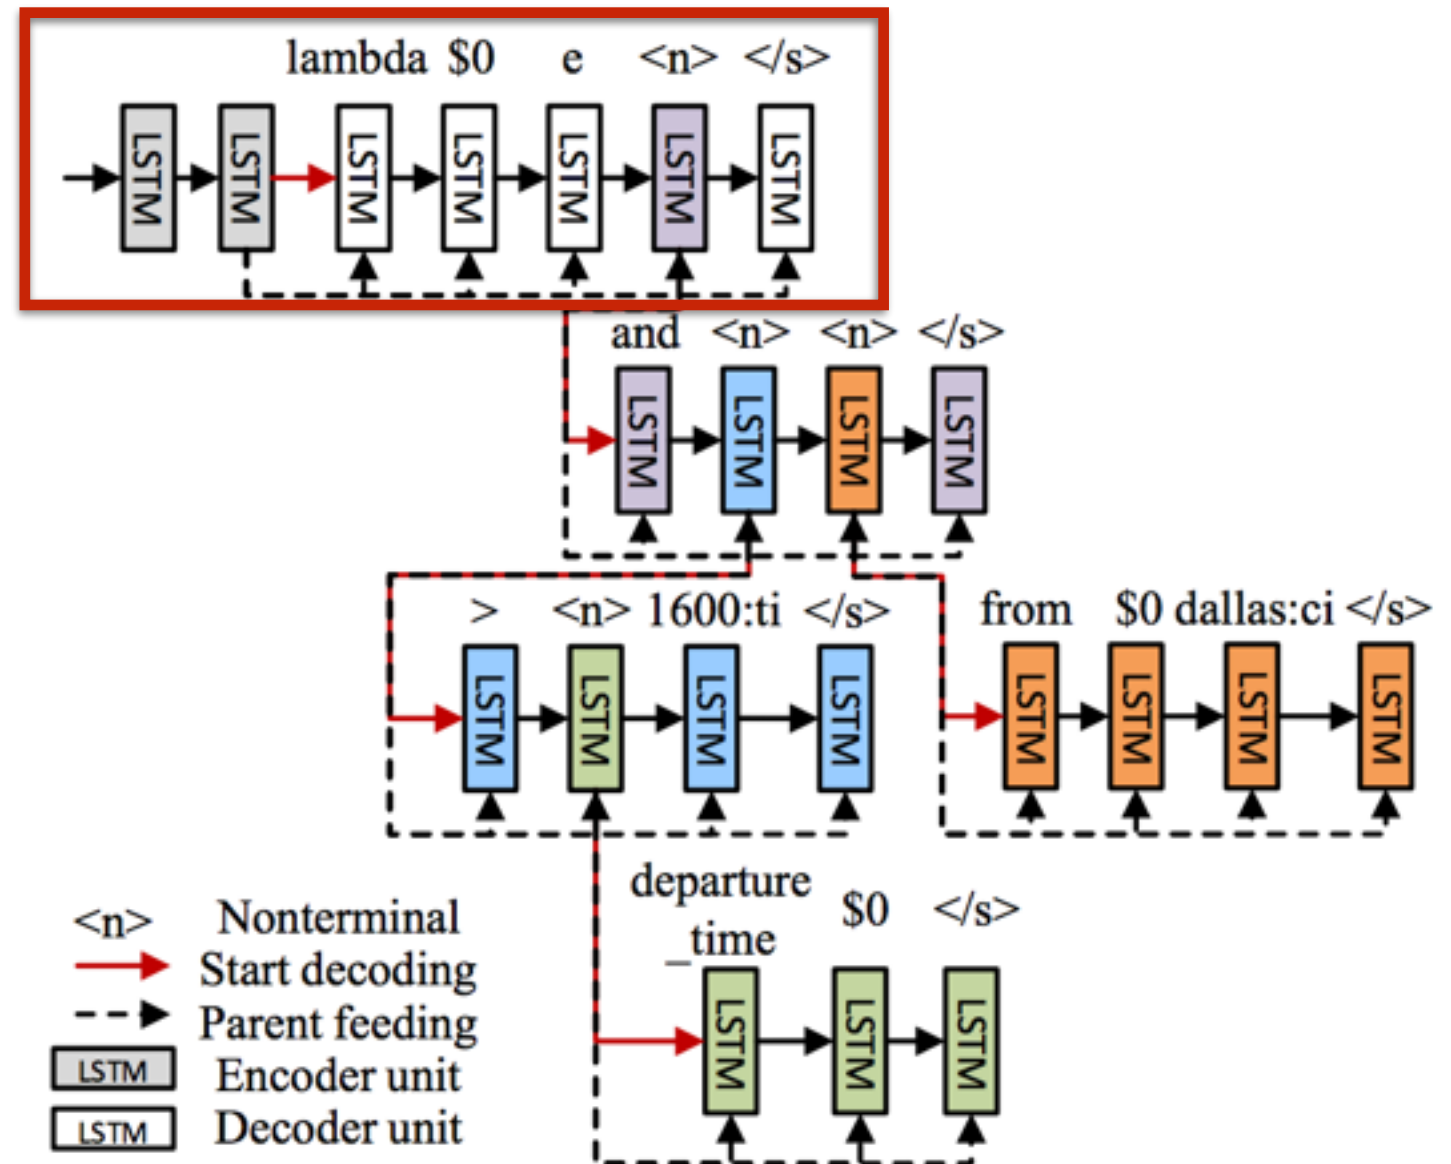 lambda $0 e <n> </s>
LSTM LSTM LSTM LSTM LSTM LSTM LSTM
and <n> <n> </s>
LSTM LSTM LSTM LSTM
> <n> 1600:ti </s>
LSTM LSTM LSTM LSTM
from $0 dallas:ci </s>
LSTM LSTM LSTM LSTM
departure
_time $0 </s>
LSTM LSTM LSTM
<n> Nonterminal
Start decoding
Parent feeding
LSTM Encoder unit
LSTM Decoder unit